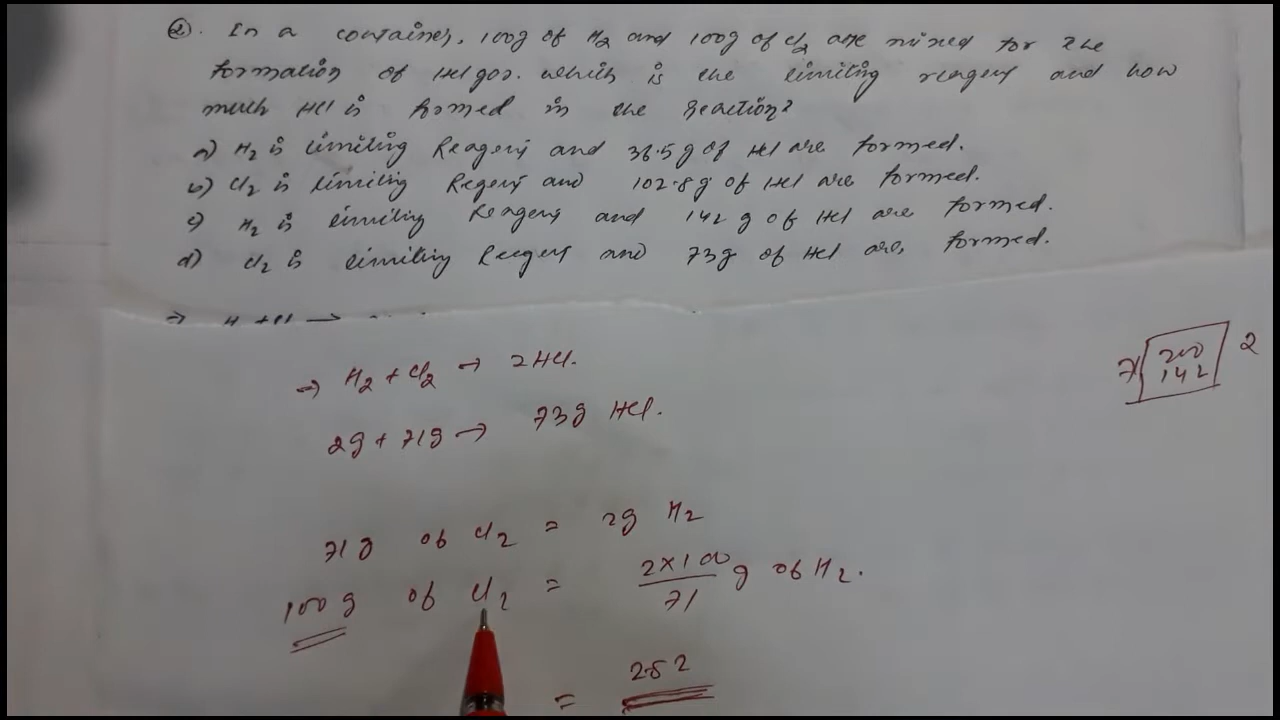 ②. In a container, 100g of H2 and 100g of Cl2 are mixed for the
formation of HCl gas. which is the limiting reagent and how
much HCl is formed in the reaction?
a) H2 is limiting Reagent and 36.5g of HCl are formed.
b) Cl2 is limiting Regent and 102.8g of HCl are formed.
c) H2 is limiting Reagent and 142 g of HCl are formed.
d) Cl2 is limiting Reegent and 73g of HCl are, formed.
⇒ H +Cl →
⇒ H2 + Cl2 → 2HCl.
2g + 71g → 73g HCl.
71 200 2
142
71g of Cl2 = 2g H2
100g of Cl2 = 2×100/71 g of H2.
= 2.82